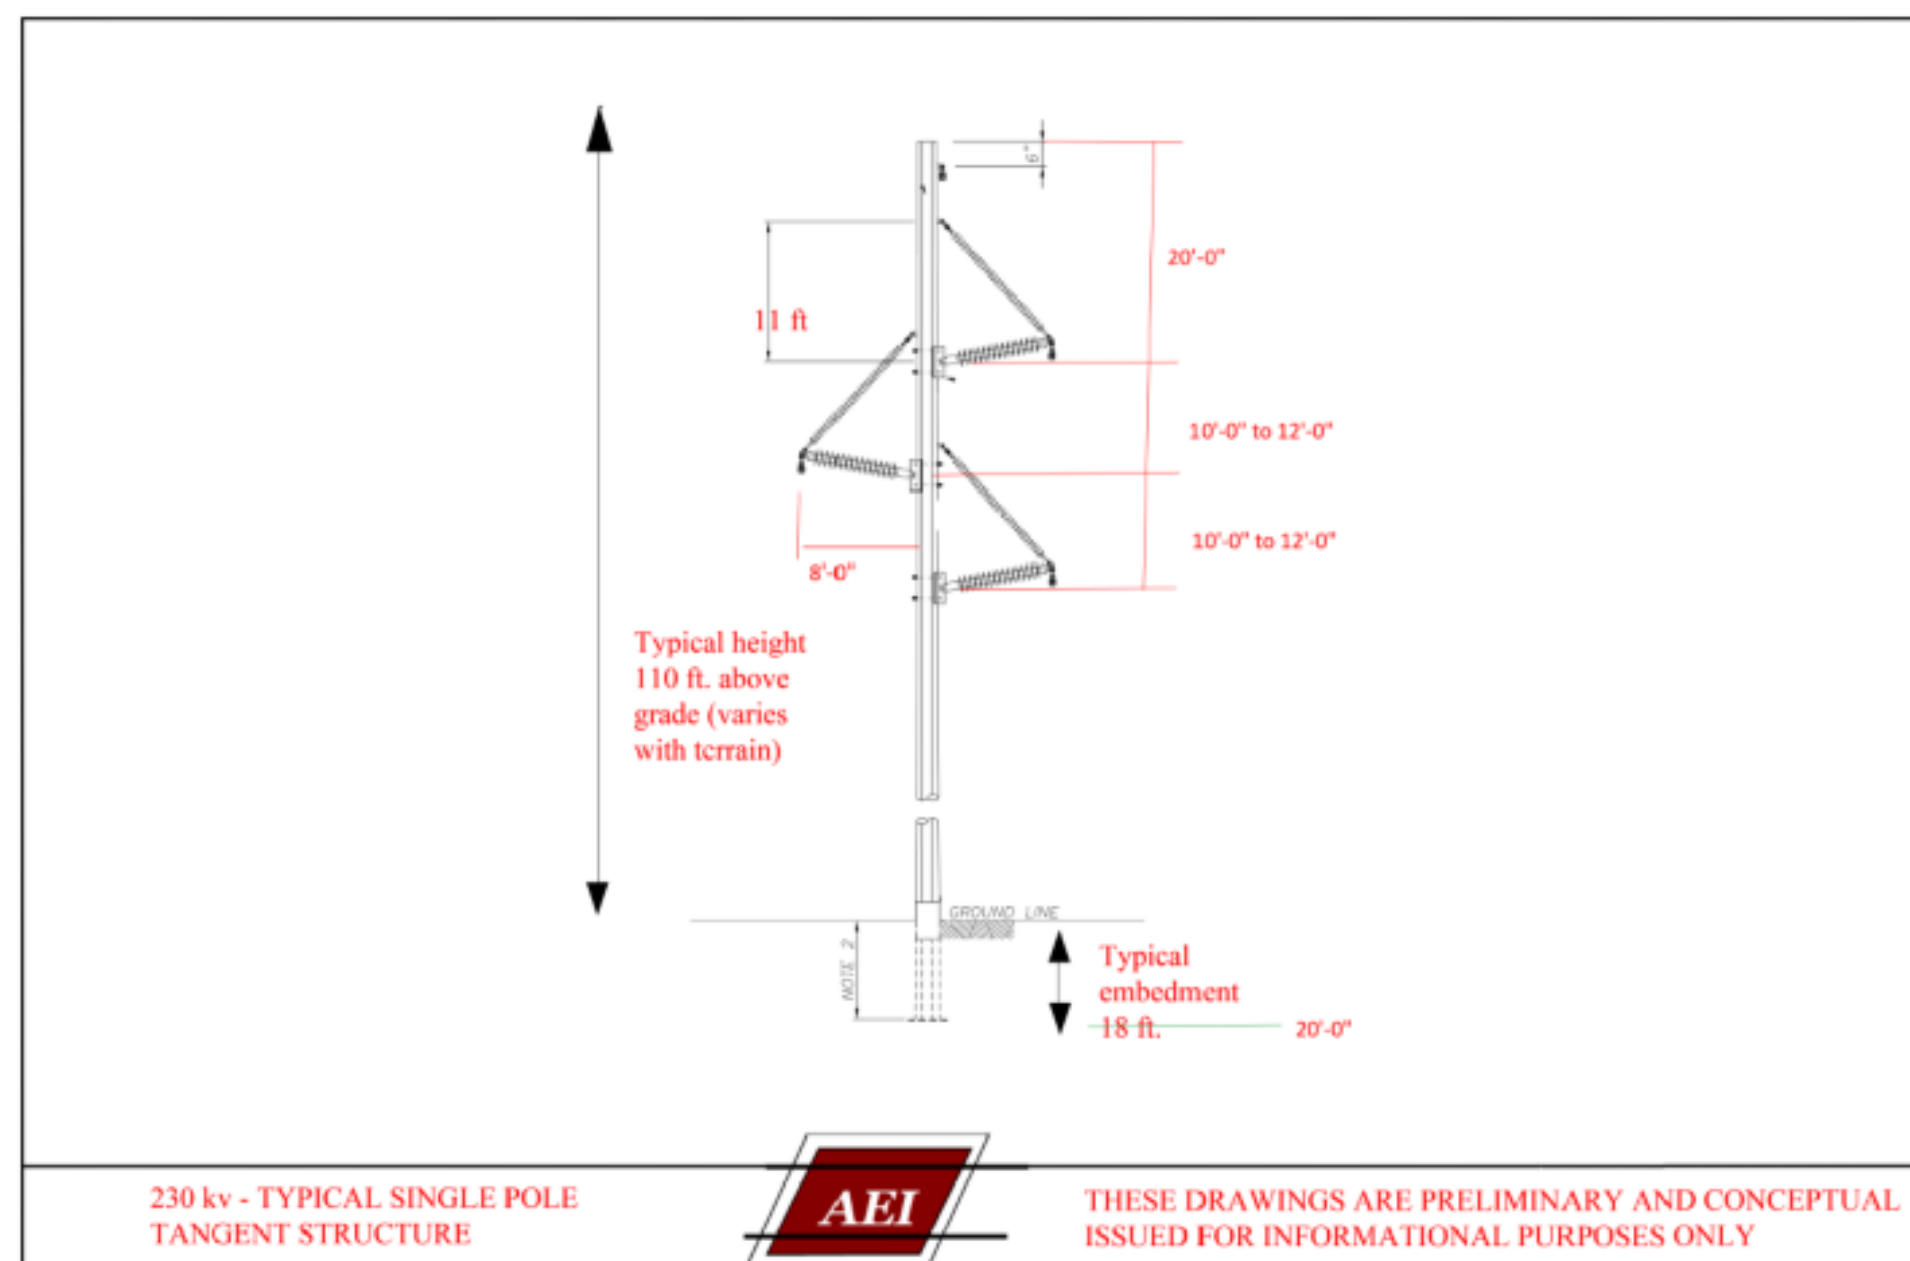 6"
20'-0"
11 ft
10'-0" to 12'-0"
10'-0" to 12'-0"
8'-0"
Typical height
110 ft. above
grade (varies
with terrain)
GROUND LINE
NOTE 2
Typical
embedment
18 ft.
20'-0"
230 kv - TYPICAL SINGLE POLE
TANGENT STRUCTURE
AEI
THESE DRAWINGS ARE PRELIMINARY AND CONCEPTUAL
ISSUED FOR INFORMATIONAL PURPOSES ONLY